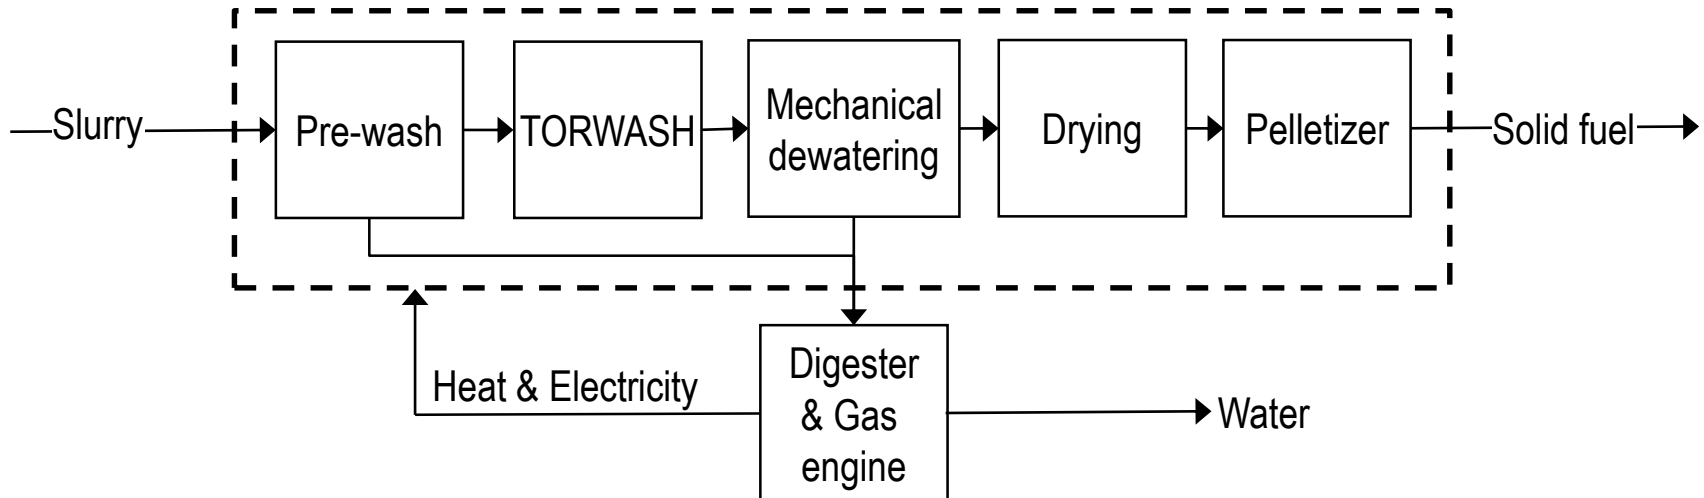 Slurry
Pre-wash
TORWASH
Mechanical
dewatering
Drying
Pelletizer
Solid fuel
Heat & Electricity
Digester
& Gas
engine
Water